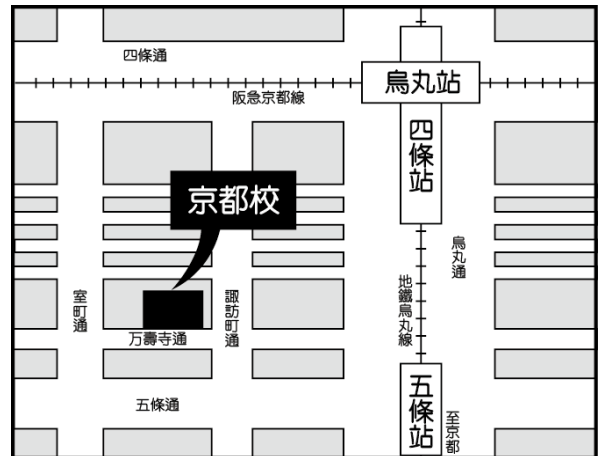 四條通
烏丸站
阪急京都線
四條站
京都校
烏丸通
地鐵烏丸線
室町通
諏訪町通
万壽寺通
五條通
五條站
至京都